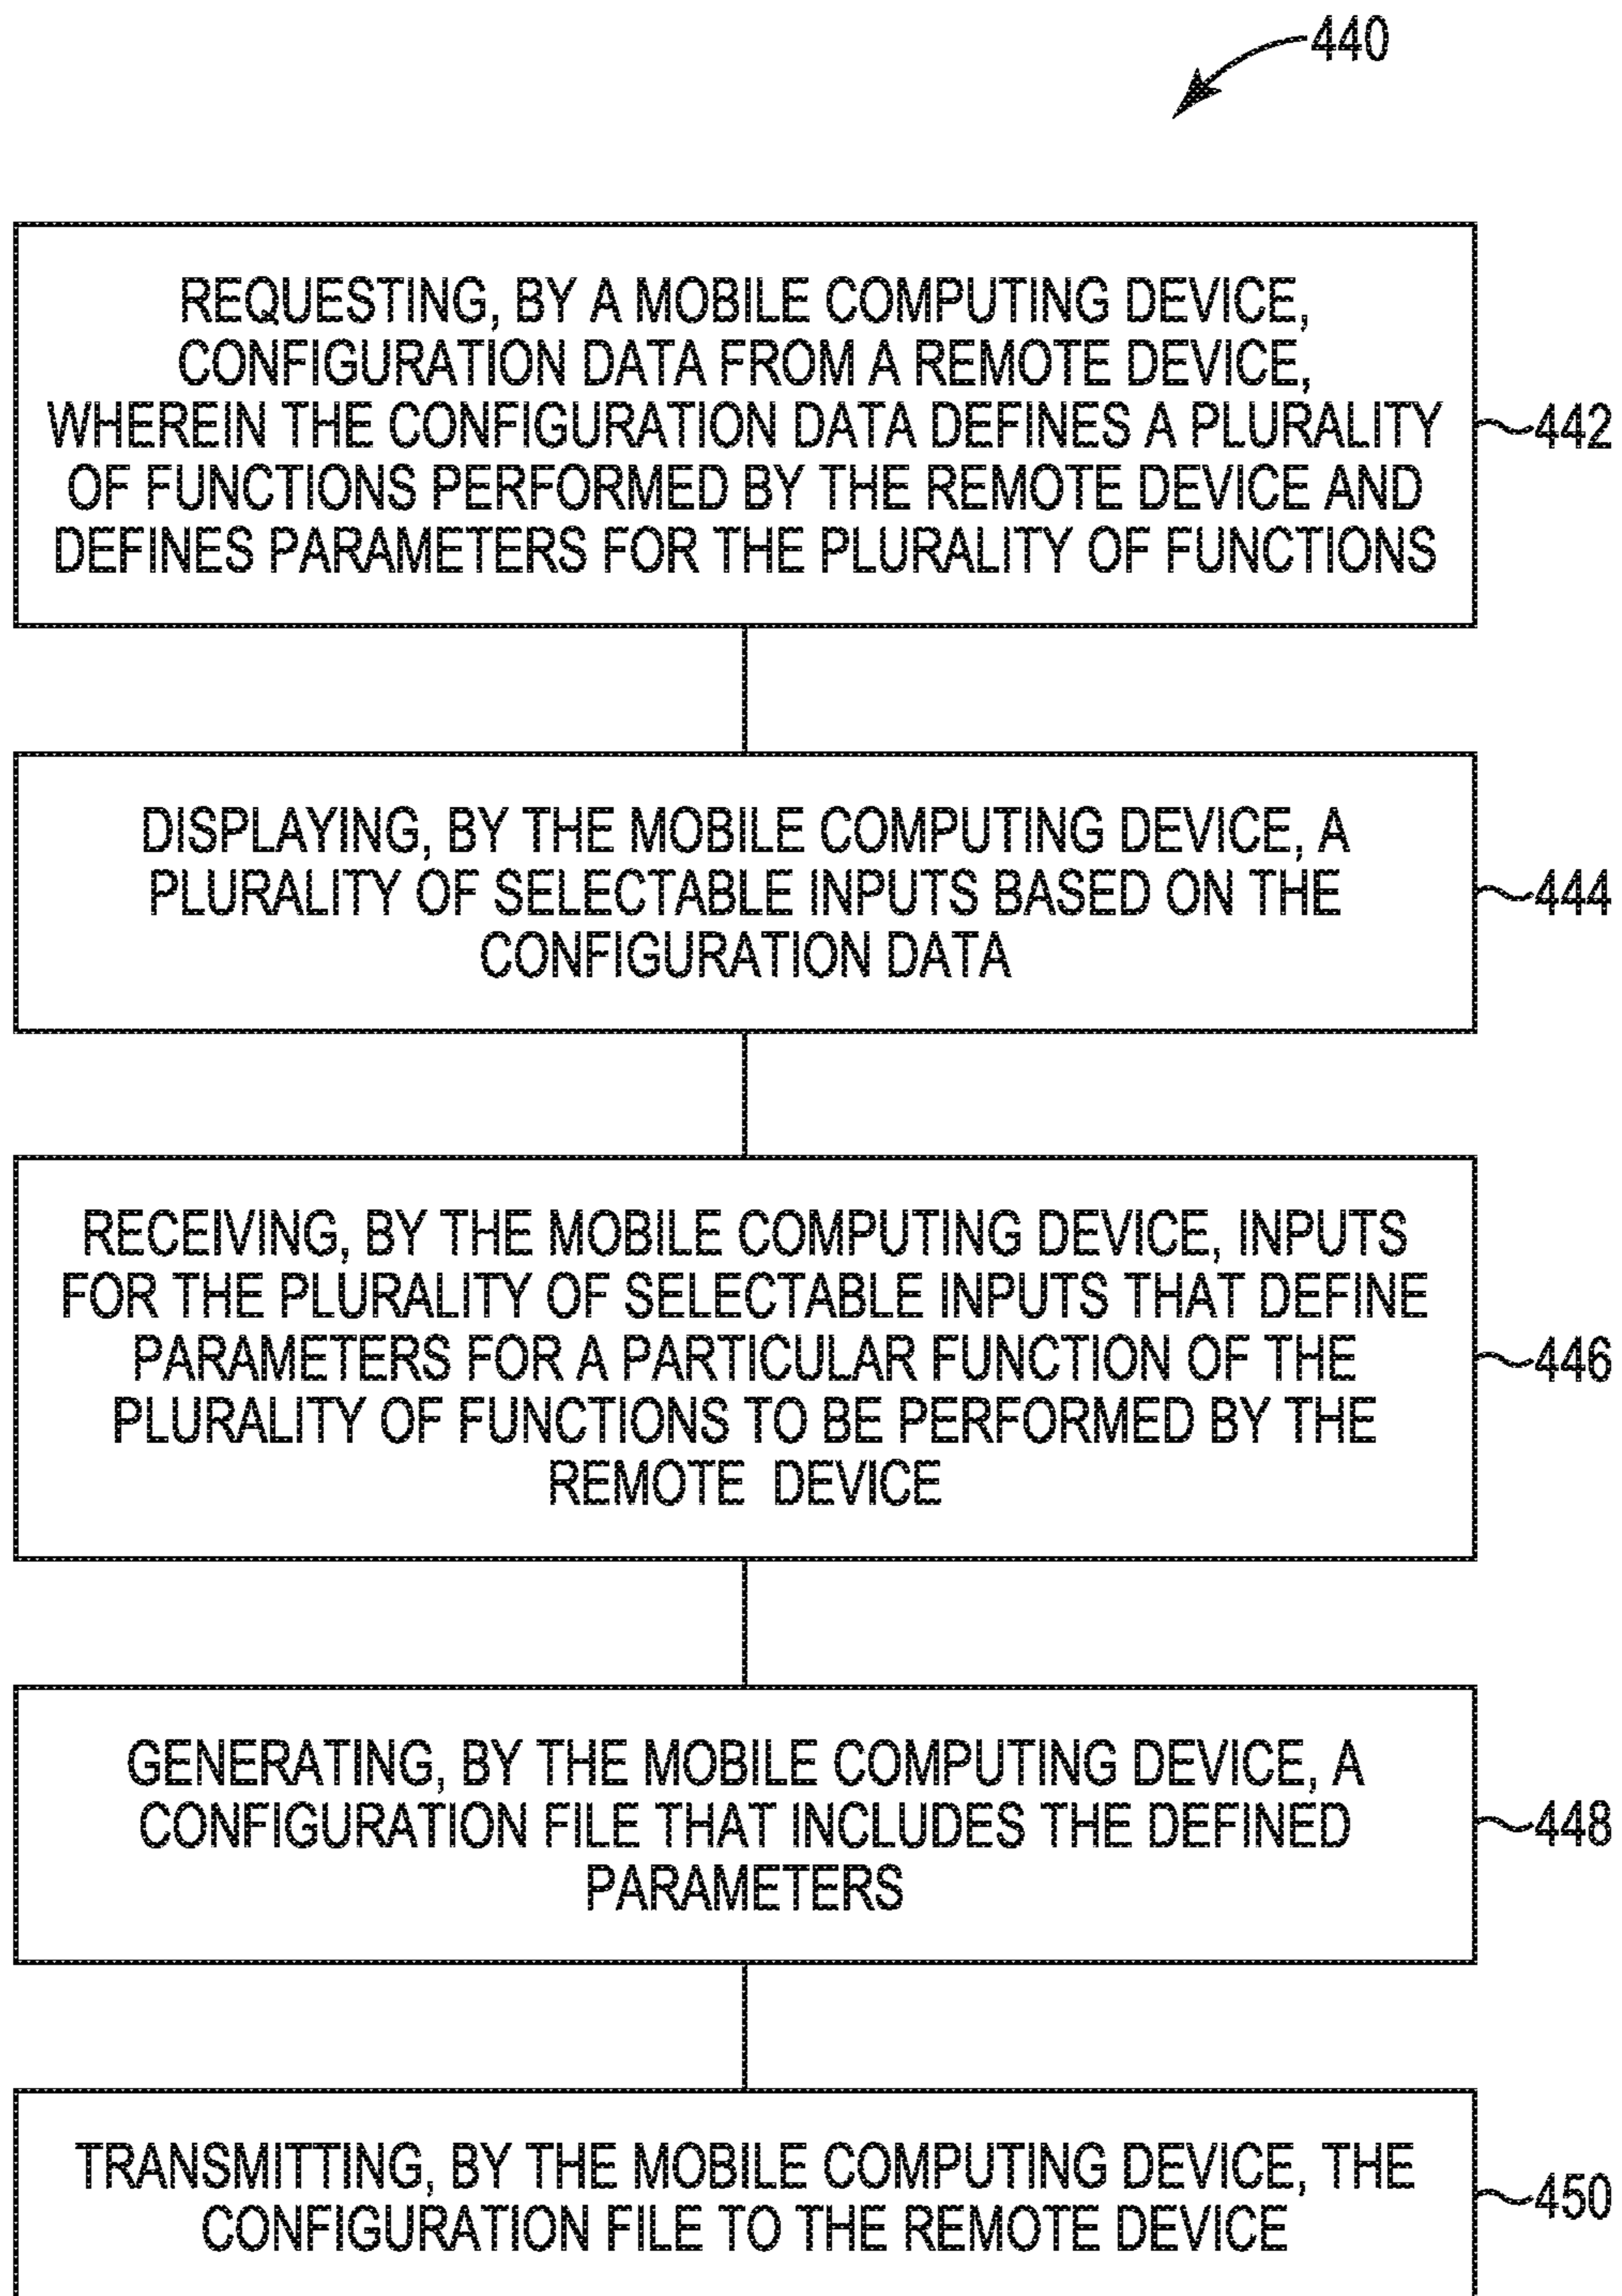 440
REQUESTING, BY A MOBILE COMPUTING DEVICE,
CONFIGURATION DATA FROM A REMOTE DEVICE,
WHEREIN THE CONFIGURATION DATA DEFINES A PLURALITY
OF FUNCTIONS PERFORMED BY THE REMOTE DEVICE AND
DEFINES PARAMETERS FOR THE PLURALITY OF FUNCTIONS
442
DISPLAYING, BY THE MOBILE COMPUTING DEVICE, A
PLURALITY OF SELECTABLE INPUTS BASED ON THE
CONFIGURATION DATA
444
RECEIVING, BY THE MOBILE COMPUTING DEVICE, INPUTS
FOR THE PLURALITY OF SELECTABLE INPUTS THAT DEFINE
PARAMETERS FOR A PARTICULAR FUNCTION OF THE
PLURALITY OF FUNCTIONS TO BE PERFORMED BY THE
REMOTE DEVICE
446
GENERATING, BY THE MOBILE COMPUTING DEVICE, A
CONFIGURATION FILE THAT INCLUDES THE DEFINED
PARAMETERS
448
TRANSMITTING, BY THE MOBILE COMPUTING DEVICE, THE
CONFIGURATION FILE TO THE REMOTE DEVICE
450